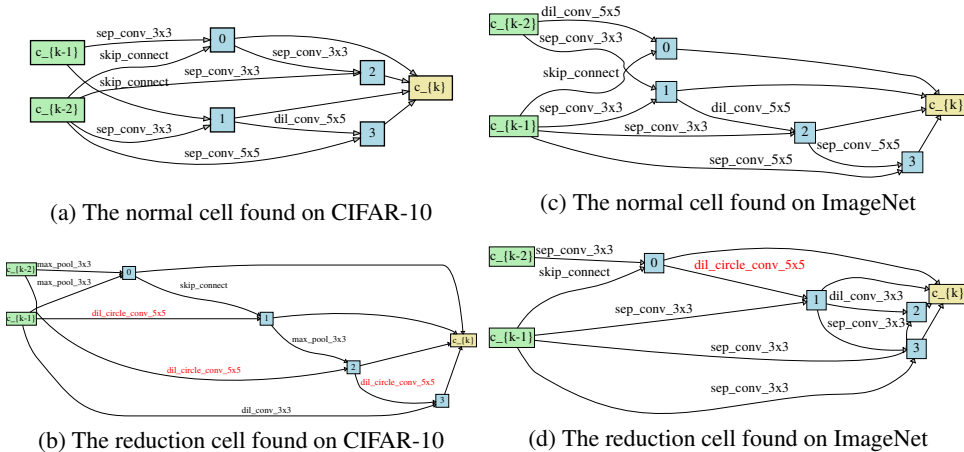 c_{k-1}
sep_conv_3x3
0
skip_connect
sep_conv_3x3
2
sep_conv_3x3
skip_connect
c_{k}
c_{k-2}
1
dil_conv_5x5
sep_conv_3x3
3
sep_conv_5x5
(a) The normal cell found on CIFAR-10
c_{k-2}
dil_conv_5x5
sep_conv_3x3
0
skip_connect
1
c_{k}
sep_conv_3x3
dil_conv_5x5
c_{k-1}
sep_conv_3x3
2
sep_conv_5x5
sep_conv_5x5
3
(c) The normal cell found on ImageNet
c_{k-2}
max_pool_3x3
0
max_pool_3x3
skip_connect
c_{k-1}
dil_circle_conv_5x5
1
max_pool_3x3
c_{k}
dil_circle_conv_5x5
2
dil_circle_conv_5x5
3
dil_conv_3x3
(b) The reduction cell found on CIFAR-10
c_{k-2}
sep_conv_3x3
0
dil_circle_conv_5x5
skip_connect
1
dil_conv_3x3
c_{k}
sep_conv_3x3
2
sep_conv_3x3
c_{k-1}
sep_conv_3x3
3
sep_conv_3x3
(d) The reduction cell found on ImageNet